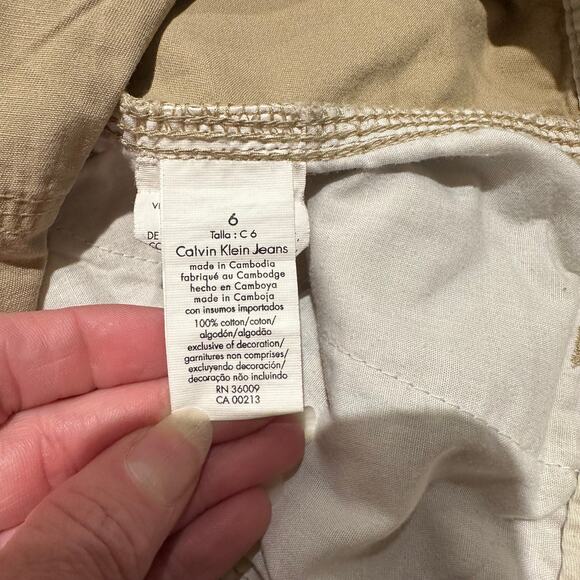 6
Talla : C 6
Calvin Klein Jeans
made in Cambodia
fabriqué au Cambodge
hecho en Camboya
made in Camboja
con insumos importados
100% cotton/coton/
algodón/algodão
exclusive of decoration/
garnitures non comprises/
excluyendo decoración/
decoração não incluindo
RN 36009
CA 00213